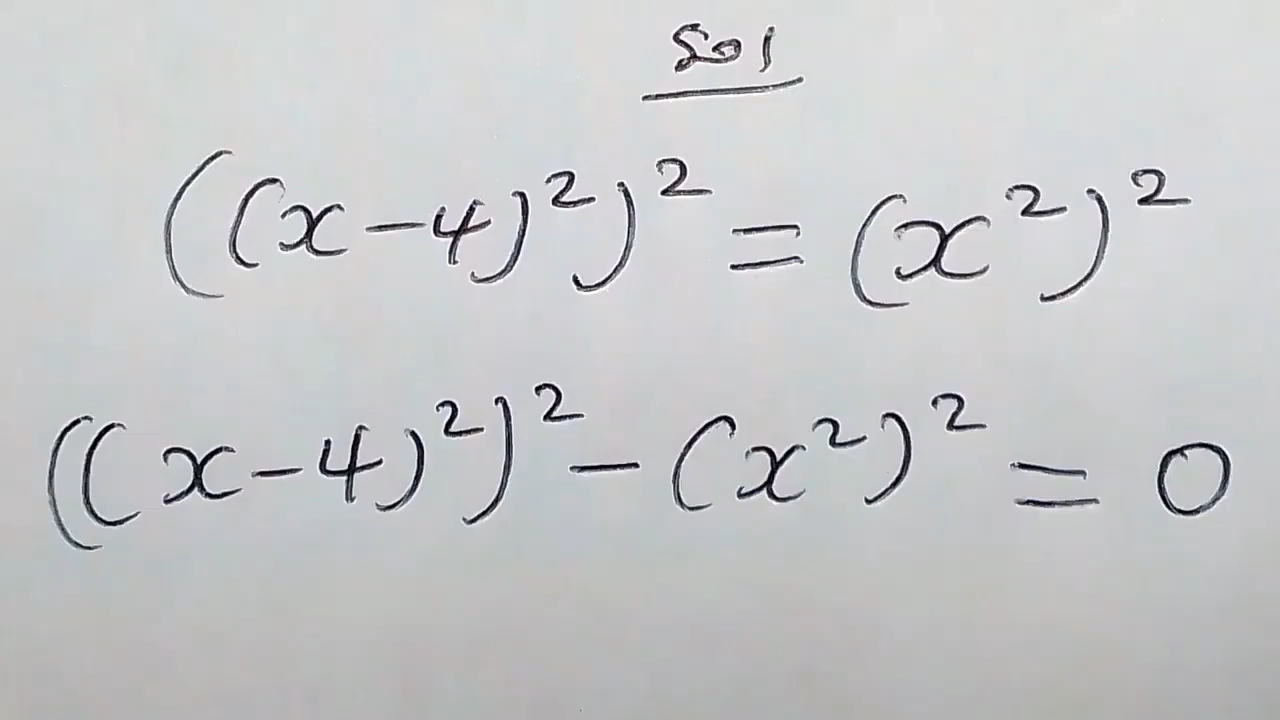 Sol
((x-4)²)² = (x²)²
((x-4)²)² - (x²)² = 0